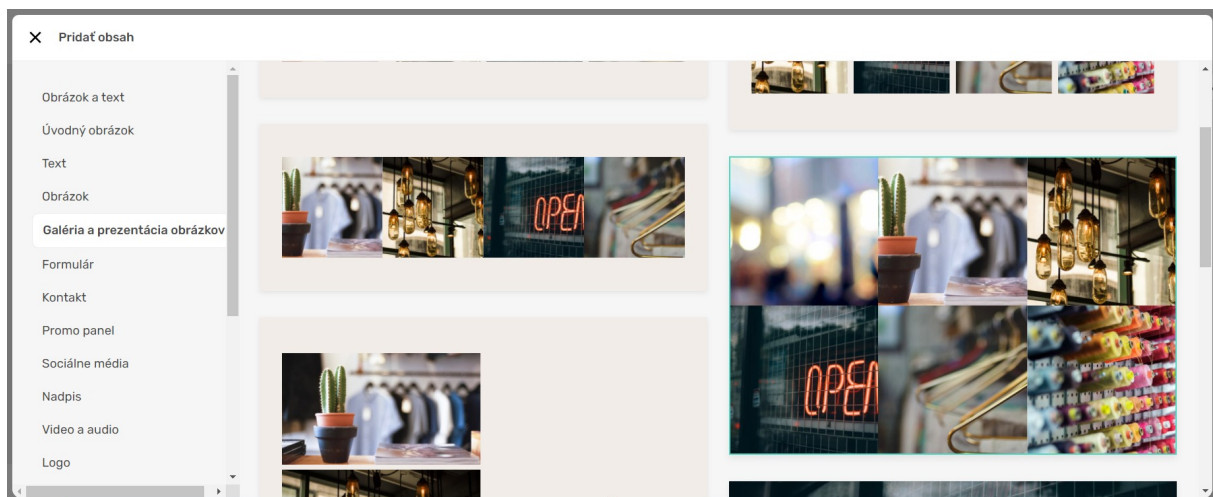 Pridať obsah
Obrázok a text
Úvodný obrázok
Text
Obrázok
Galéria a prezentácia obrázkov
Formulár
Kontakt
Promo panel
Sociálne média
Nadpis
Video a audio
Logo
OPEN
OPEN